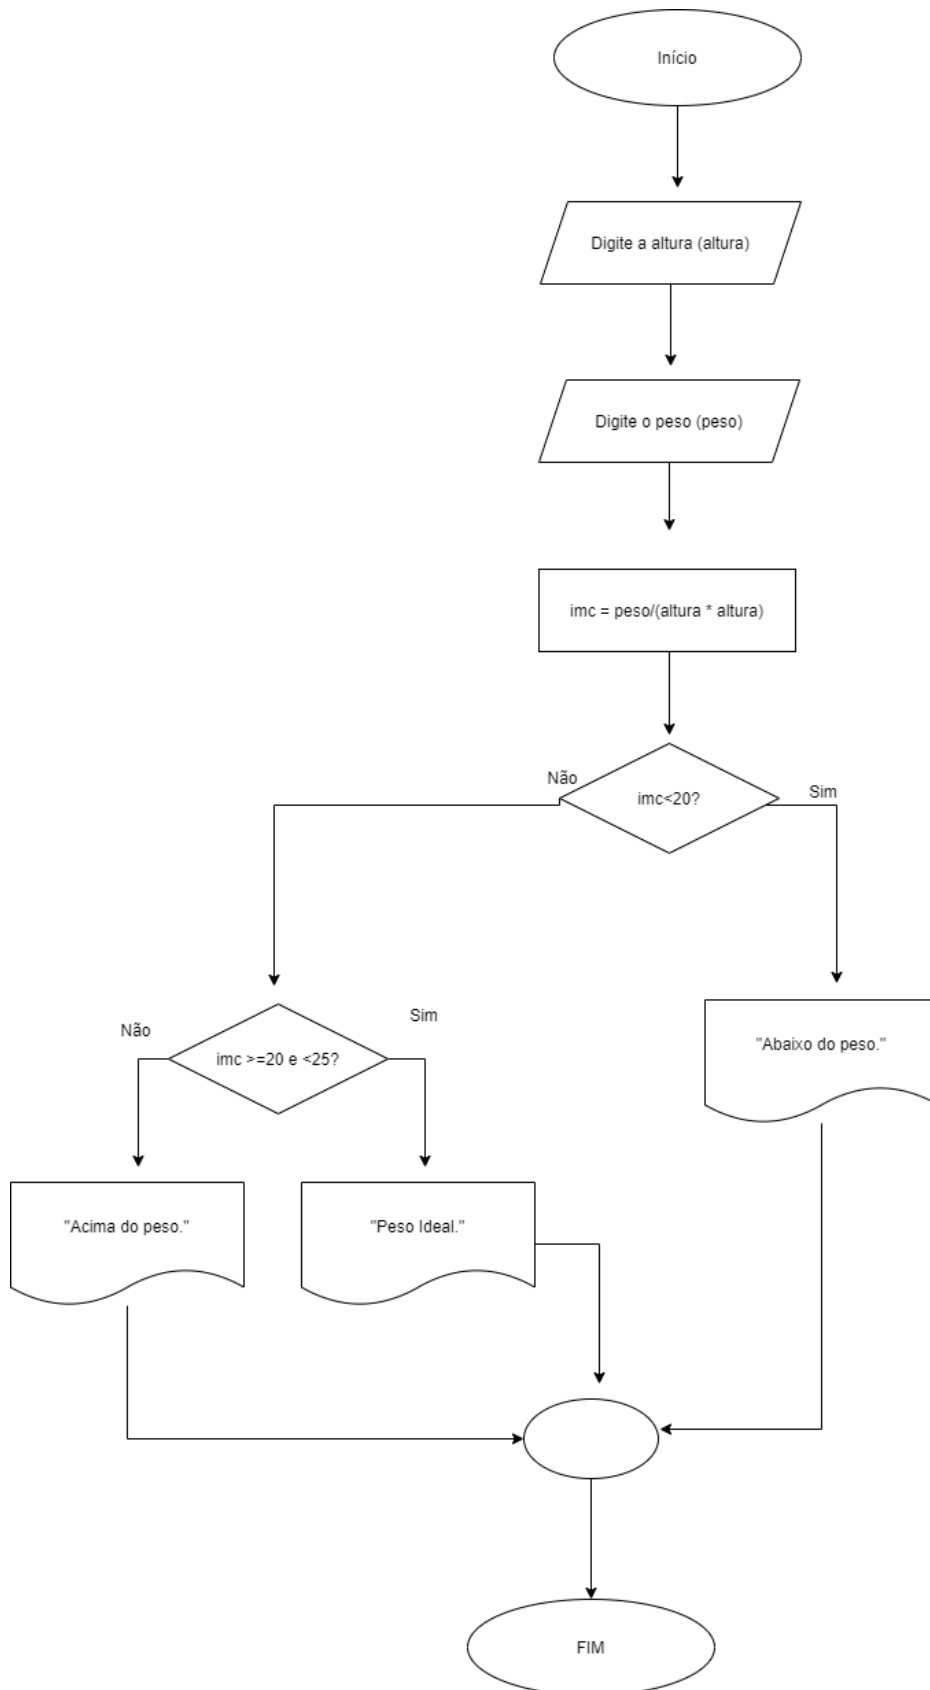 Início
Digite a altura (altura)
Digite o peso (peso)
imc = peso/(altura * altura)
imc<20?
Não
Sim
imc >=20 e <25?
Não
Sim
"Abaixo do peso."
"Acima do peso."
"Peso Ideal."
FIM